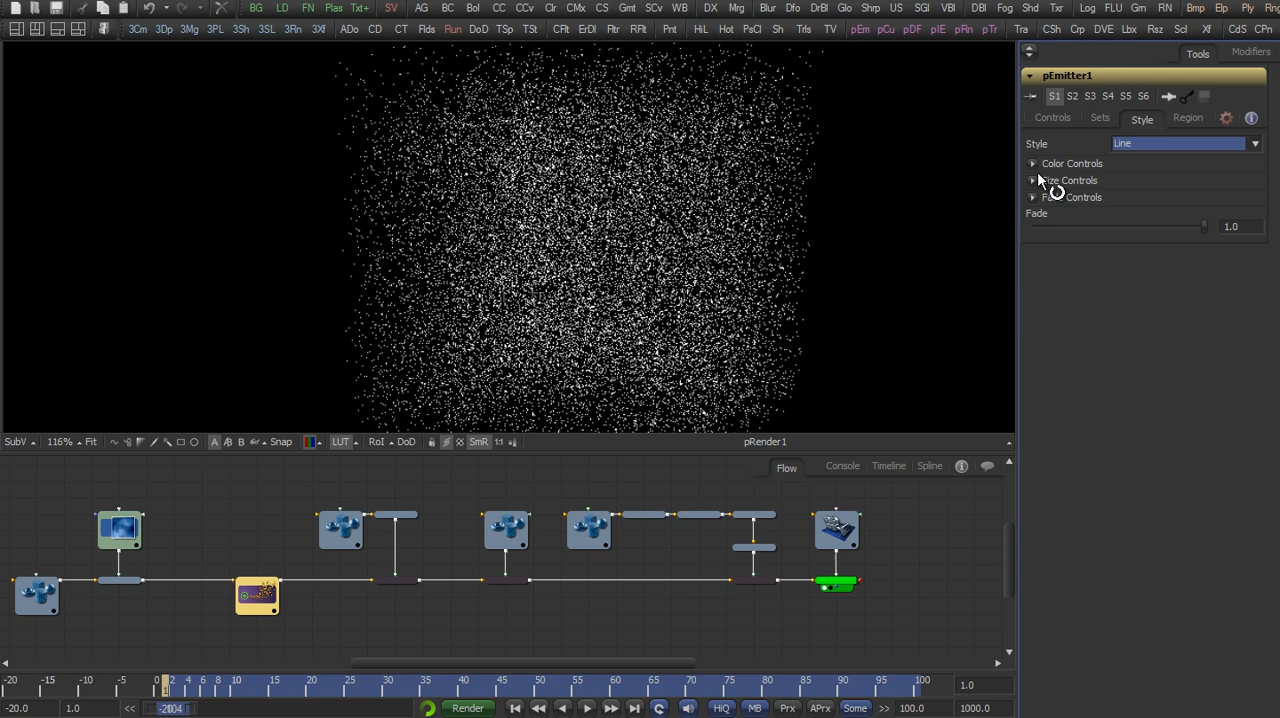 BG LD FN Plas Txt+ SV AG BC Bol CC CCv Clr CMx CS Gmt SCv WB DX Mrg Blur Dfo DrBl Glo Shrp US SGl VBl DBl Fog Shd Txr Log FLU Gm RN Bmp Elp Ply
3Cm 3Dp 3Mg 3PL 3Sh 3SL 3Rn 3Xf ADo CD CT Flds Run DoD TSp TSt CFlt ErDl Fltr RFlt Pnt HiL Hot PsCl Sh Trls TV pEm pCu pDF pIE pRn pTr Tra CSh Crp DVE Lbx Rsz Scl Xf CdS CPn
Tools Modifiers
pEmitter1
S1 S2 S3 S4 S5 S6
Controls Sets Style Region
Style Line
Color Controls
Size Controls
Controls
Fade
1.0
SubV 116% Fit A B Snap LUT RoI DoD SmR 1:1 pRender1
Flow Console Timeline Spline
-20 -15 -10 -5 0 2 4 6 8 10 15 20 25 30 35 40 45 50 55 60 65 70 75 80 85 90 95 100 1.0
1
-20.0 1.0 << Render HiQ MB Prx APrx Some >> 100.0 1000.0